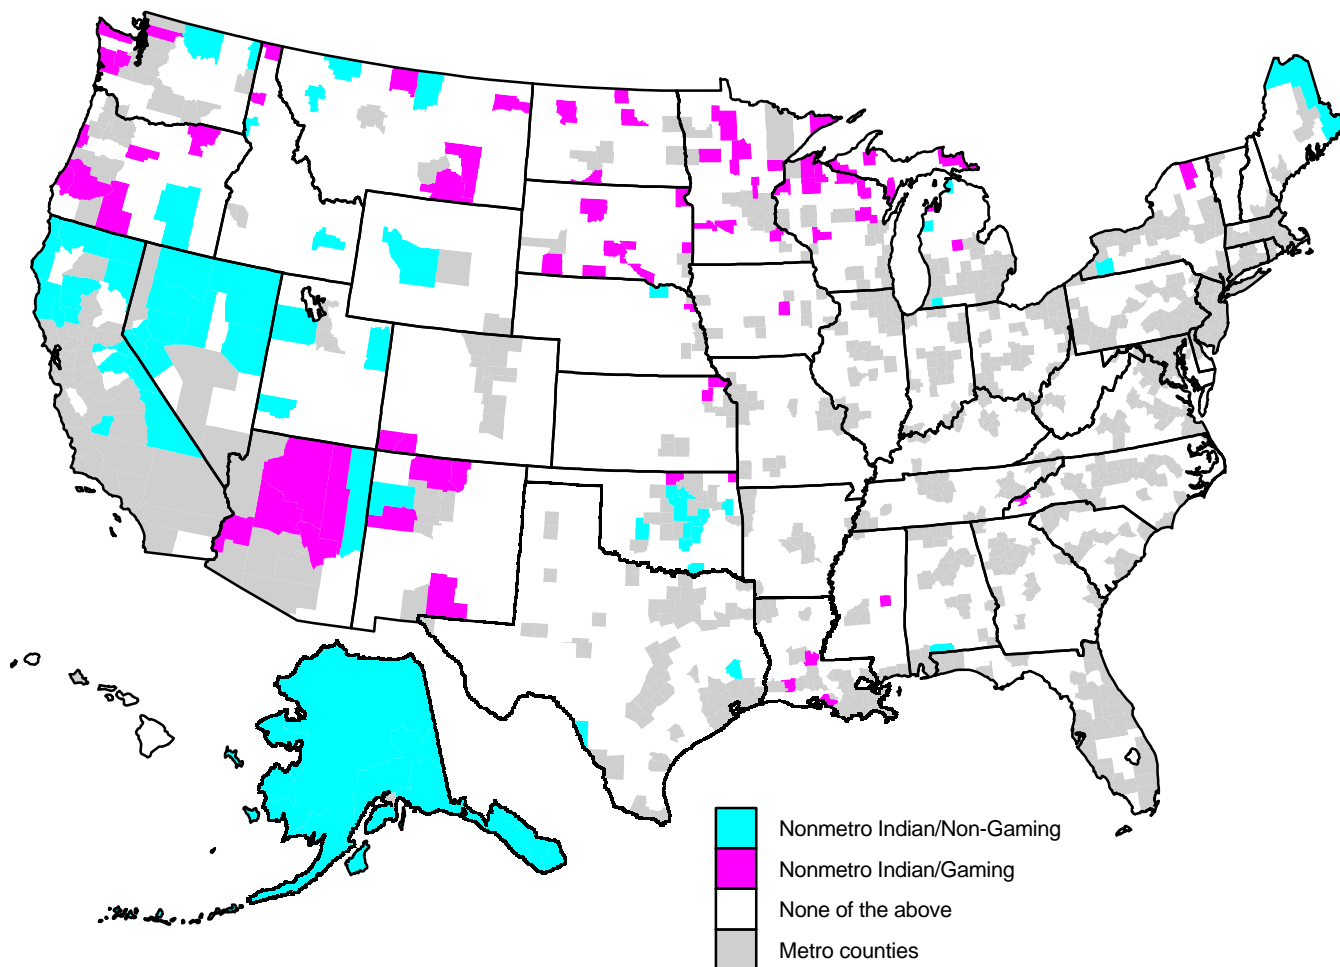 Nonmetro Indian/Non-Gaming
Nonmetro Indian/Gaming
None of the above
Metro counties